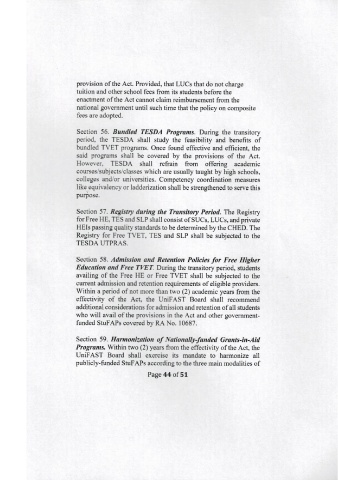 provision of the Act. Provided, that LUCs that do not charge
tuition and other school fees from its students before the
enactment of the Act cannot claim reimbursement from the
national government until such time that the policy on composite
fees are adopted.
Section 56. Bundled TESDA Programs. During the transitory
period, the TESDA shall study the feasibility and benefits of
bundled TVET programs. Once found effective and efficient, the
said programs shall be covered by the provisions of the Act.
However, TESDA shall refrain from offering academic
courses/subjects/classes which are usually taught by high schools,
colleges and/or universities. Competency coordination measures
like equivalency or ladderization shall be strengthened to serve this
purpose.
Section 57. Registry during the Transitory Period. The Registry
for Free HE, TES and SLP shall consist of SUCs, LUCs, and private
HEIs passing quality standards to be determined by the CHED. The
Registry for Free TVET, TES and SLP shall be subjected to the
TESDA UTPRAS.
Section 58. Admission and Retention Policies for Free Higher
Education and Free TVET. During the transitory period, students
availing of the Free HE or Free TVET shall be subjected to the
current admission and retention requirements of eligible providers.
Within a period of not more than two (2) academic years from the
effectivity of the Act, the UniFAST Board shall recommend
additional considerations for admission and retention of all students
who will avail of the provisions in the Act and other government-
funded StuFAPs covered by RA No. 10687.
Section 59. Harmonization of Nationally-funded Grants-in-Aid
Programs. Within two (2) years from the effectivity of the Act, the
UniFAST Board shall exercise its mandate to harmonize all
publicly-funded StuFAPs according to the three main modalities of
Page 44 of 51